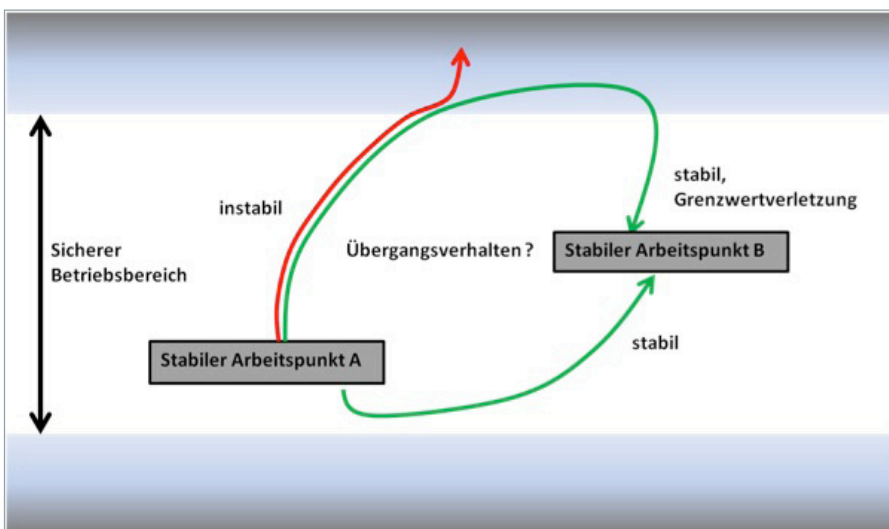 instabil
stabil,
Grenzwertverletzung
Sicherer
Betriebsbereich
Übergangsverhalten ?
Stabiler Arbeitspunkt B
Stabiler Arbeitspunkt A
stabil